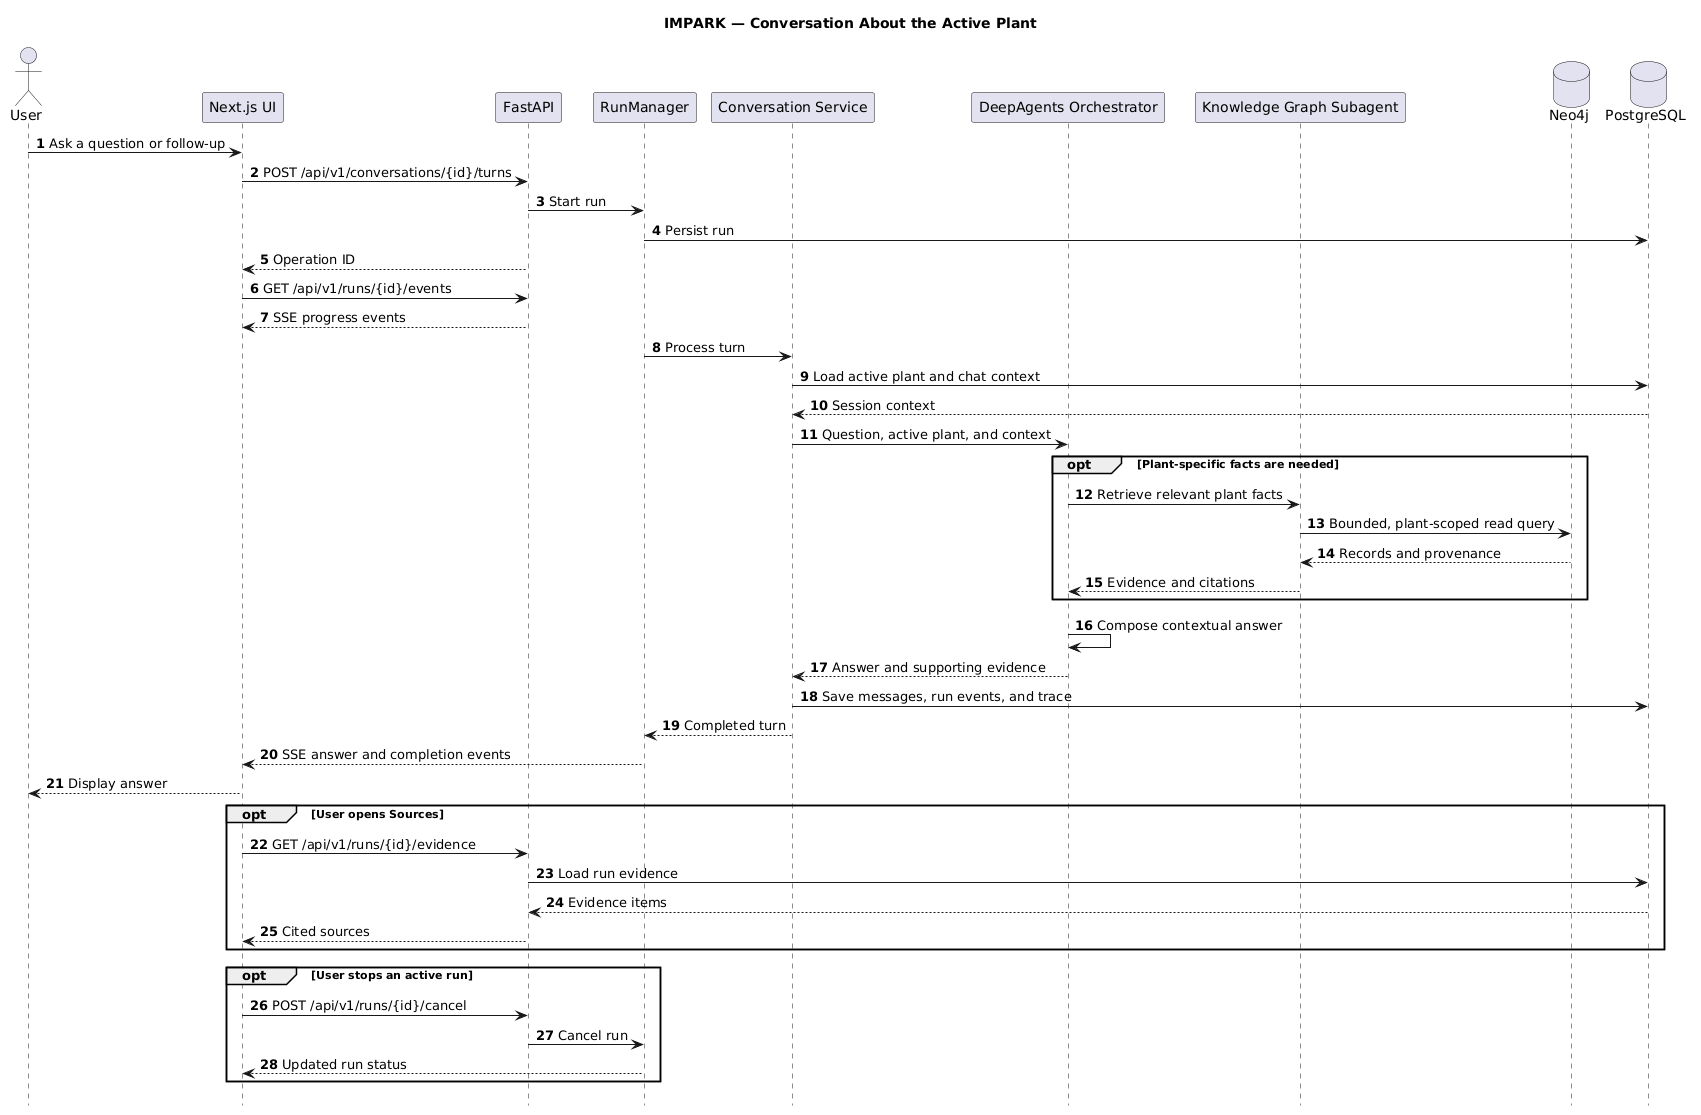 IMPARK — Conversation About the Active Plant
User
Next.js UI
FastAPI
RunManager
Conversation Service
DeepAgents Orchestrator
Knowledge Graph Subagent
Neo4j
PostgreSQL
1 Ask a question or follow-up
2 POST /api/v1/conversations/{id}/turns
3 Start run
4 Persist run
5 Operation ID
6 GET /api/v1/runs/{id}/events
7 SSE progress events
8 Process turn
9 Load active plant and chat context
10 Session context
11 Question, active plant, and context
opt [Plant-specific facts are needed]
12 Retrieve relevant plant facts
13 Bounded, plant-scoped read query
14 Records and provenance
15 Evidence and citations
16 Compose contextual answer
17 Answer and supporting evidence
18 Save messages, run events, and trace
19 Completed turn
20 SSE answer and completion events
21 Display answer
opt [User opens Sources]
22 GET /api/v1/runs/{id}/evidence
23 Load run evidence
24 Evidence items
25 Cited sources
opt [User stops an active run]
26 POST /api/v1/runs/{id}/cancel
27 Cancel run
28 Updated run status